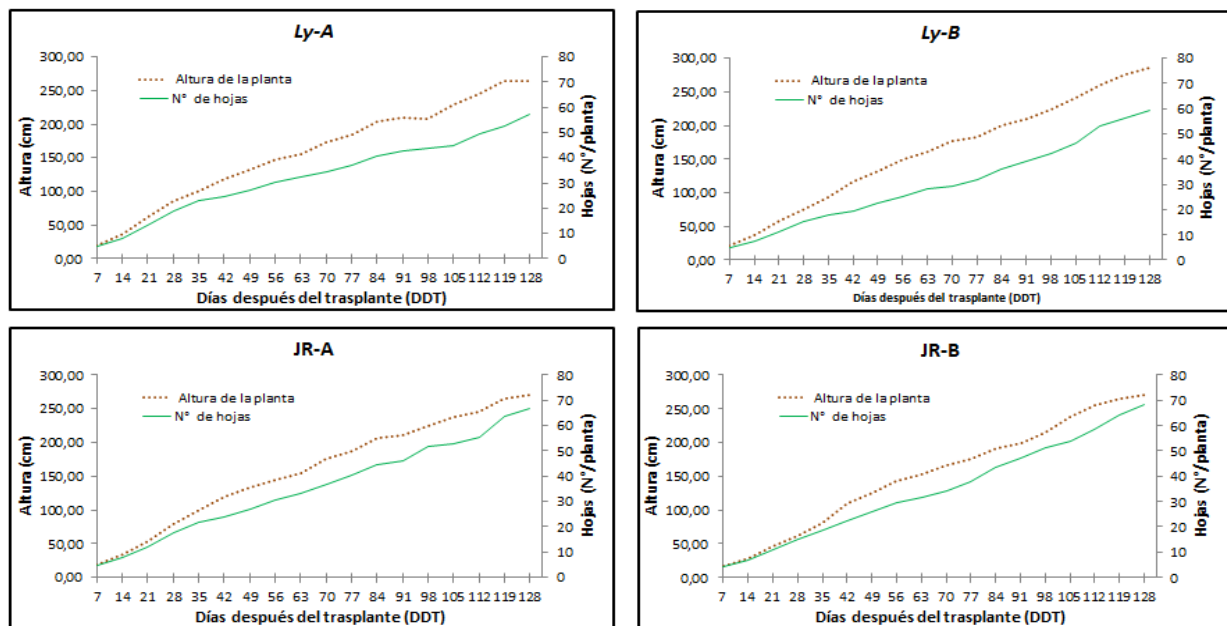 Ly-A
300,00
250,00
200,00
150,00
100,00
50,00
0,00
Altura (cm)
Altura de la planta
N° de hojas
80
70
60
50
40
30
20
10
0
Hojas (N°/planta)
7 14 21 28 35 42 49 56 63 70 77 84 91 98 105 112 119 128
Días después del trasplante (DDT)
Ly-B
300,00
250,00
200,00
150,00
100,00
50,00
0,00
Altura (cm)
Altura de la planta
N° de hojas
80
70
60
50
40
30
20
10
0
Hojas (N°/planta)
7 14 21 28 35 42 49 56 63 70 77 84 91 98 105 112 119 128
Días después del trasplante (DDT)
JR-A
300,00
250,00
200,00
150,00
100,00
50,00
0,00
Altura (cm)
Altura de la planta
N° de hojas
80
70
60
50
40
30
20
10
0
Hojas (N°/planta)
7 14 21 28 35 42 49 56 63 70 77 84 91 98 105 112 119 128
Días después del trasplante (DDT)
JR-B
300,00
250,00
200,00
150,00
100,00
50,00
0,00
Altura (cm)
Altura de la planta
N° de hojas
80
70
60
50
40
30
20
10
0
Hojas (N°/planta)
7 14 21 28 35 42 49 56 63 70 77 84 91 98 105 112 119 128
Días después del trasplante (DDT)